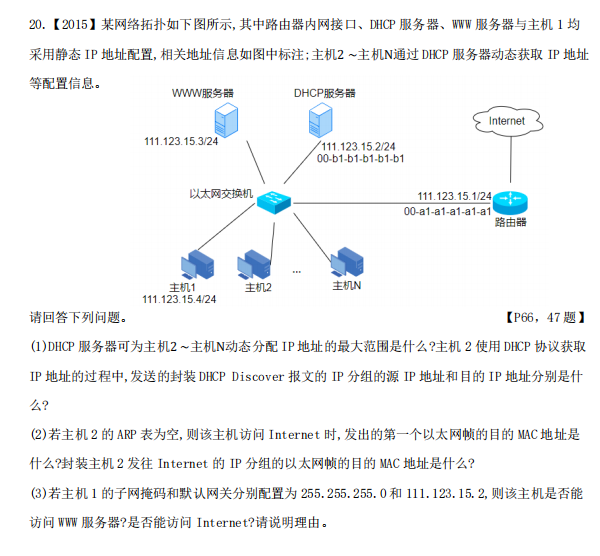 20.【2015】某网络拓扑如下图所示,其中路由器内网接口、DHCP 服务器、WWW 服务器与主机 1 均
采用静态 IP 地址配置,相关地址信息如图中标注;主机2 ~主机N通过 DHCP 服务器动态获取 IP 地址
等配置信息。
WWW服务器
DHCP服务器
Internet
111.123.15.3/24
111.123.15.2/24
00-b1-b1-b1-b1-b1
以太网交换机
111.123.15.1/24
00-a1-a1-a1-a1-a1
路由器
主机1
主机2
...
主机N
111.123.15.4/24
请回答下列问题。 【P66, 47 题】
(1)DHCP 服务器可为主机2 ~主机N动态分配 IP 地址的最大范围是什么?主机 2 使用 DHCP 协议获取
IP 地址的过程中,发送的封装 DHCP Discover 报文的 IP 分组的源 IP 地址和目的 IP 地址分别是什
么?
(2)若主机 2 的 ARP 表为空,则该主机访问 Internet 时,发出的第一个以太网帧的目的 MAC 地址是
什么?封装主机 2 发往 Internet 的 IP 分组的以太网帧的目的 MAC 地址是什么?
(3)若主机 1 的子网掩码和默认网关分别配置为 255.255.255.0 和 111.123.15.2,则该主机是否能
访问 WWW 服务器?是否能访问 Internet?请说明理由。